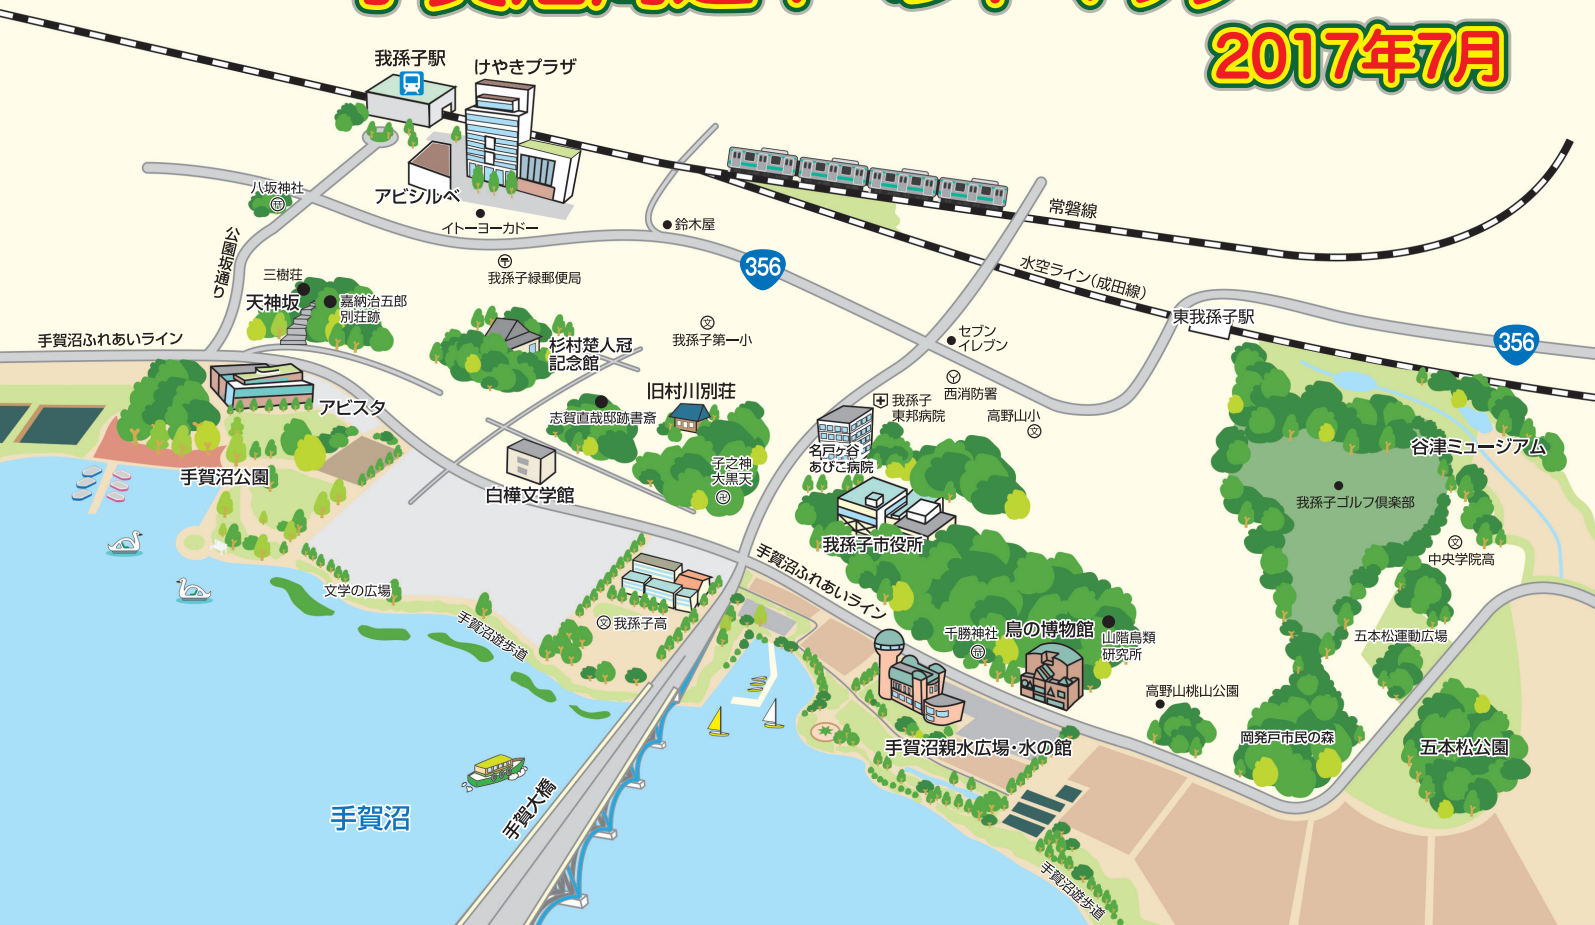 2017年7月
我孫子駅
けやきプラザ
アビシルベ
八坂神社
イトーヨーカドー
鈴木屋
常磐線
水空ライン(成田線)
公園坂通り
我孫子緑郵便局
356
三樹荘
天神坂
嘉納治五郎
別荘跡
東我孫子駅
356
手賀沼ふれあいライン
杉村楚人冠
記念館
我孫子第一小
セブン
イレブン
西消防署
旧村川別荘
我孫子
東邦病院
高野山小
アビスタ
志賀直哉邸跡書斎
名戸ヶ谷
あびこ病院
谷津ミュージアム
手賀沼公園
白樺文学館
子之神
大黒天
我孫子ゴルフ倶楽部
我孫子市役所
中央学院高
文学の広場
手賀沼遊歩道
我孫子高
手賀沼ふれあいライン
千勝神社
鳥の博物館
山階鳥類
研究所
五本松運動広場
高野山桃山公園
手賀沼親水広場・水の館
岡発戸市民の森
五本松公園
手賀沼
手賀大橋
手賀沼遊歩道